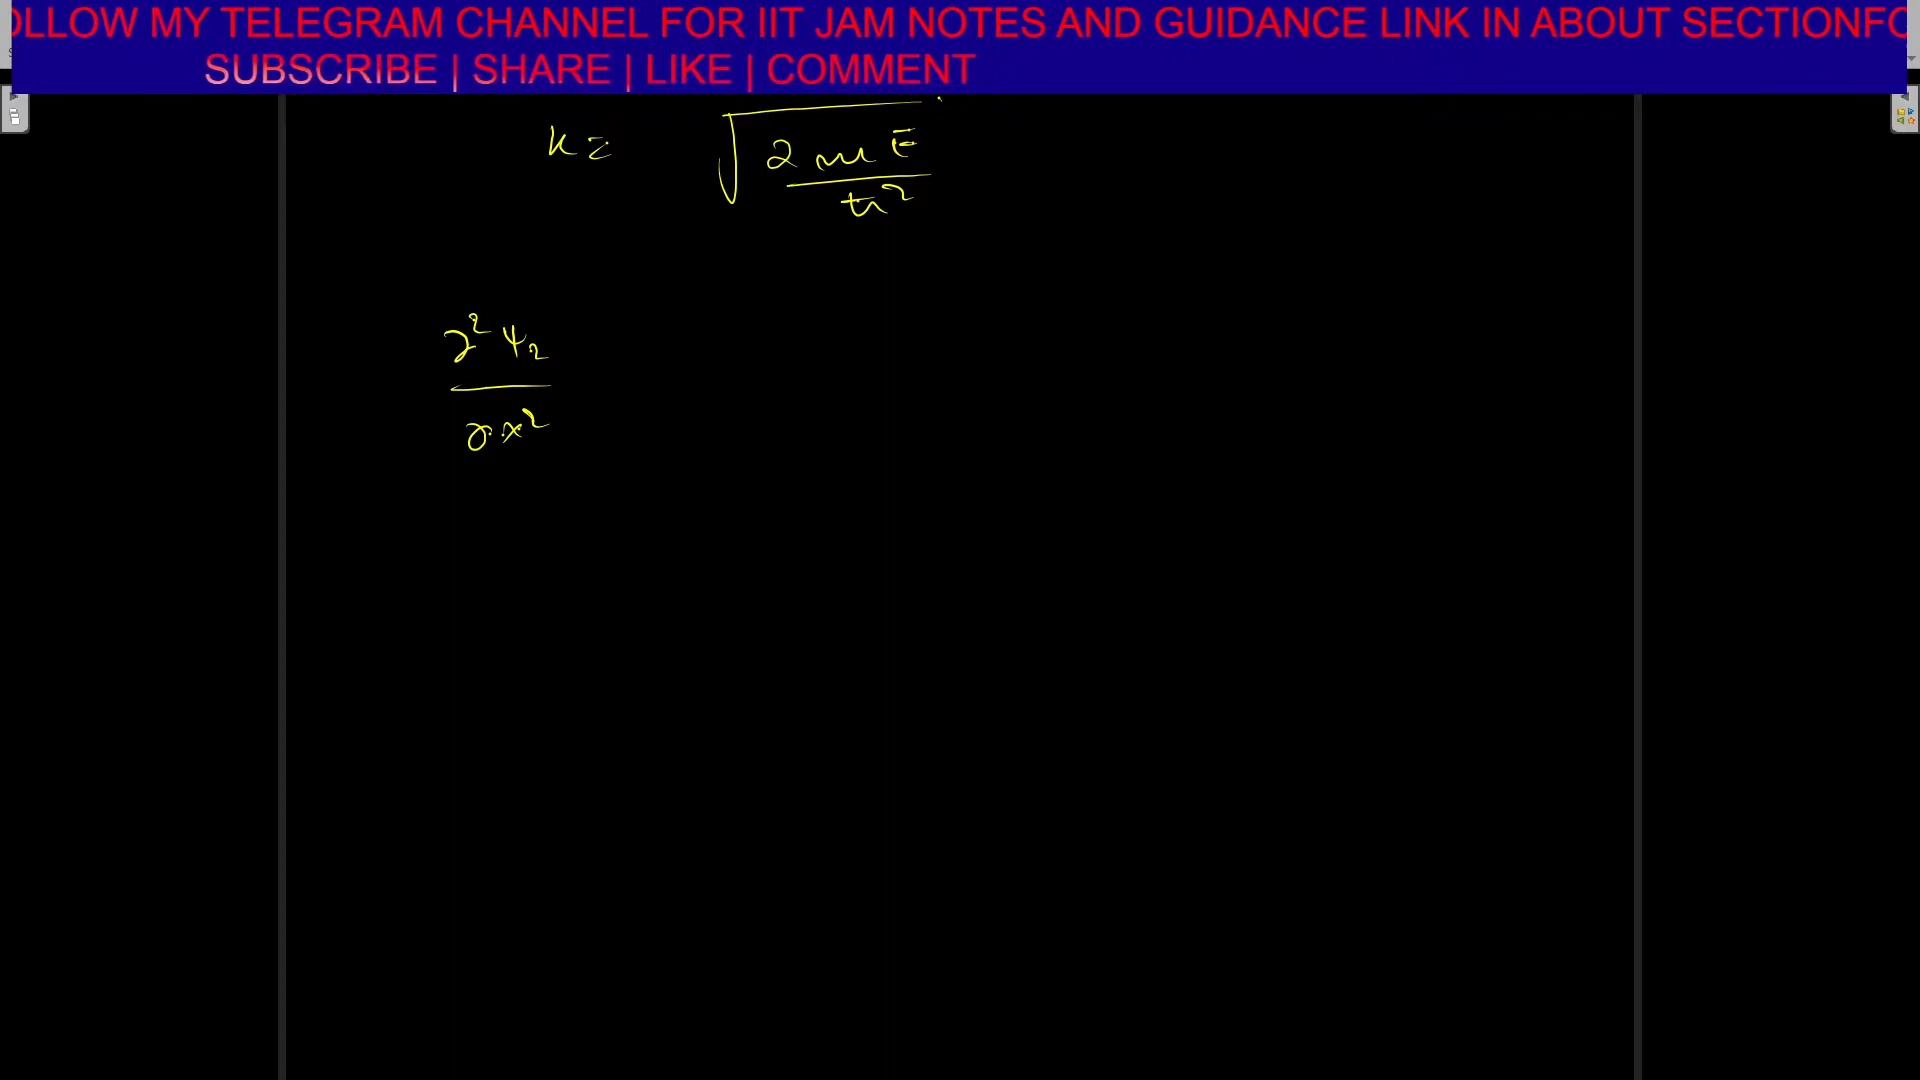 OLLOW MY TELEGRAM CHANNEL FOR IIT JAM NOTES AND GUIDANCE LINK IN ABOUT SECTIONFO
SUBSCRIBE | SHARE | LIKE | COMMENT
k = √(2mE/ħ²)
∂²Ψ₂
∂x²